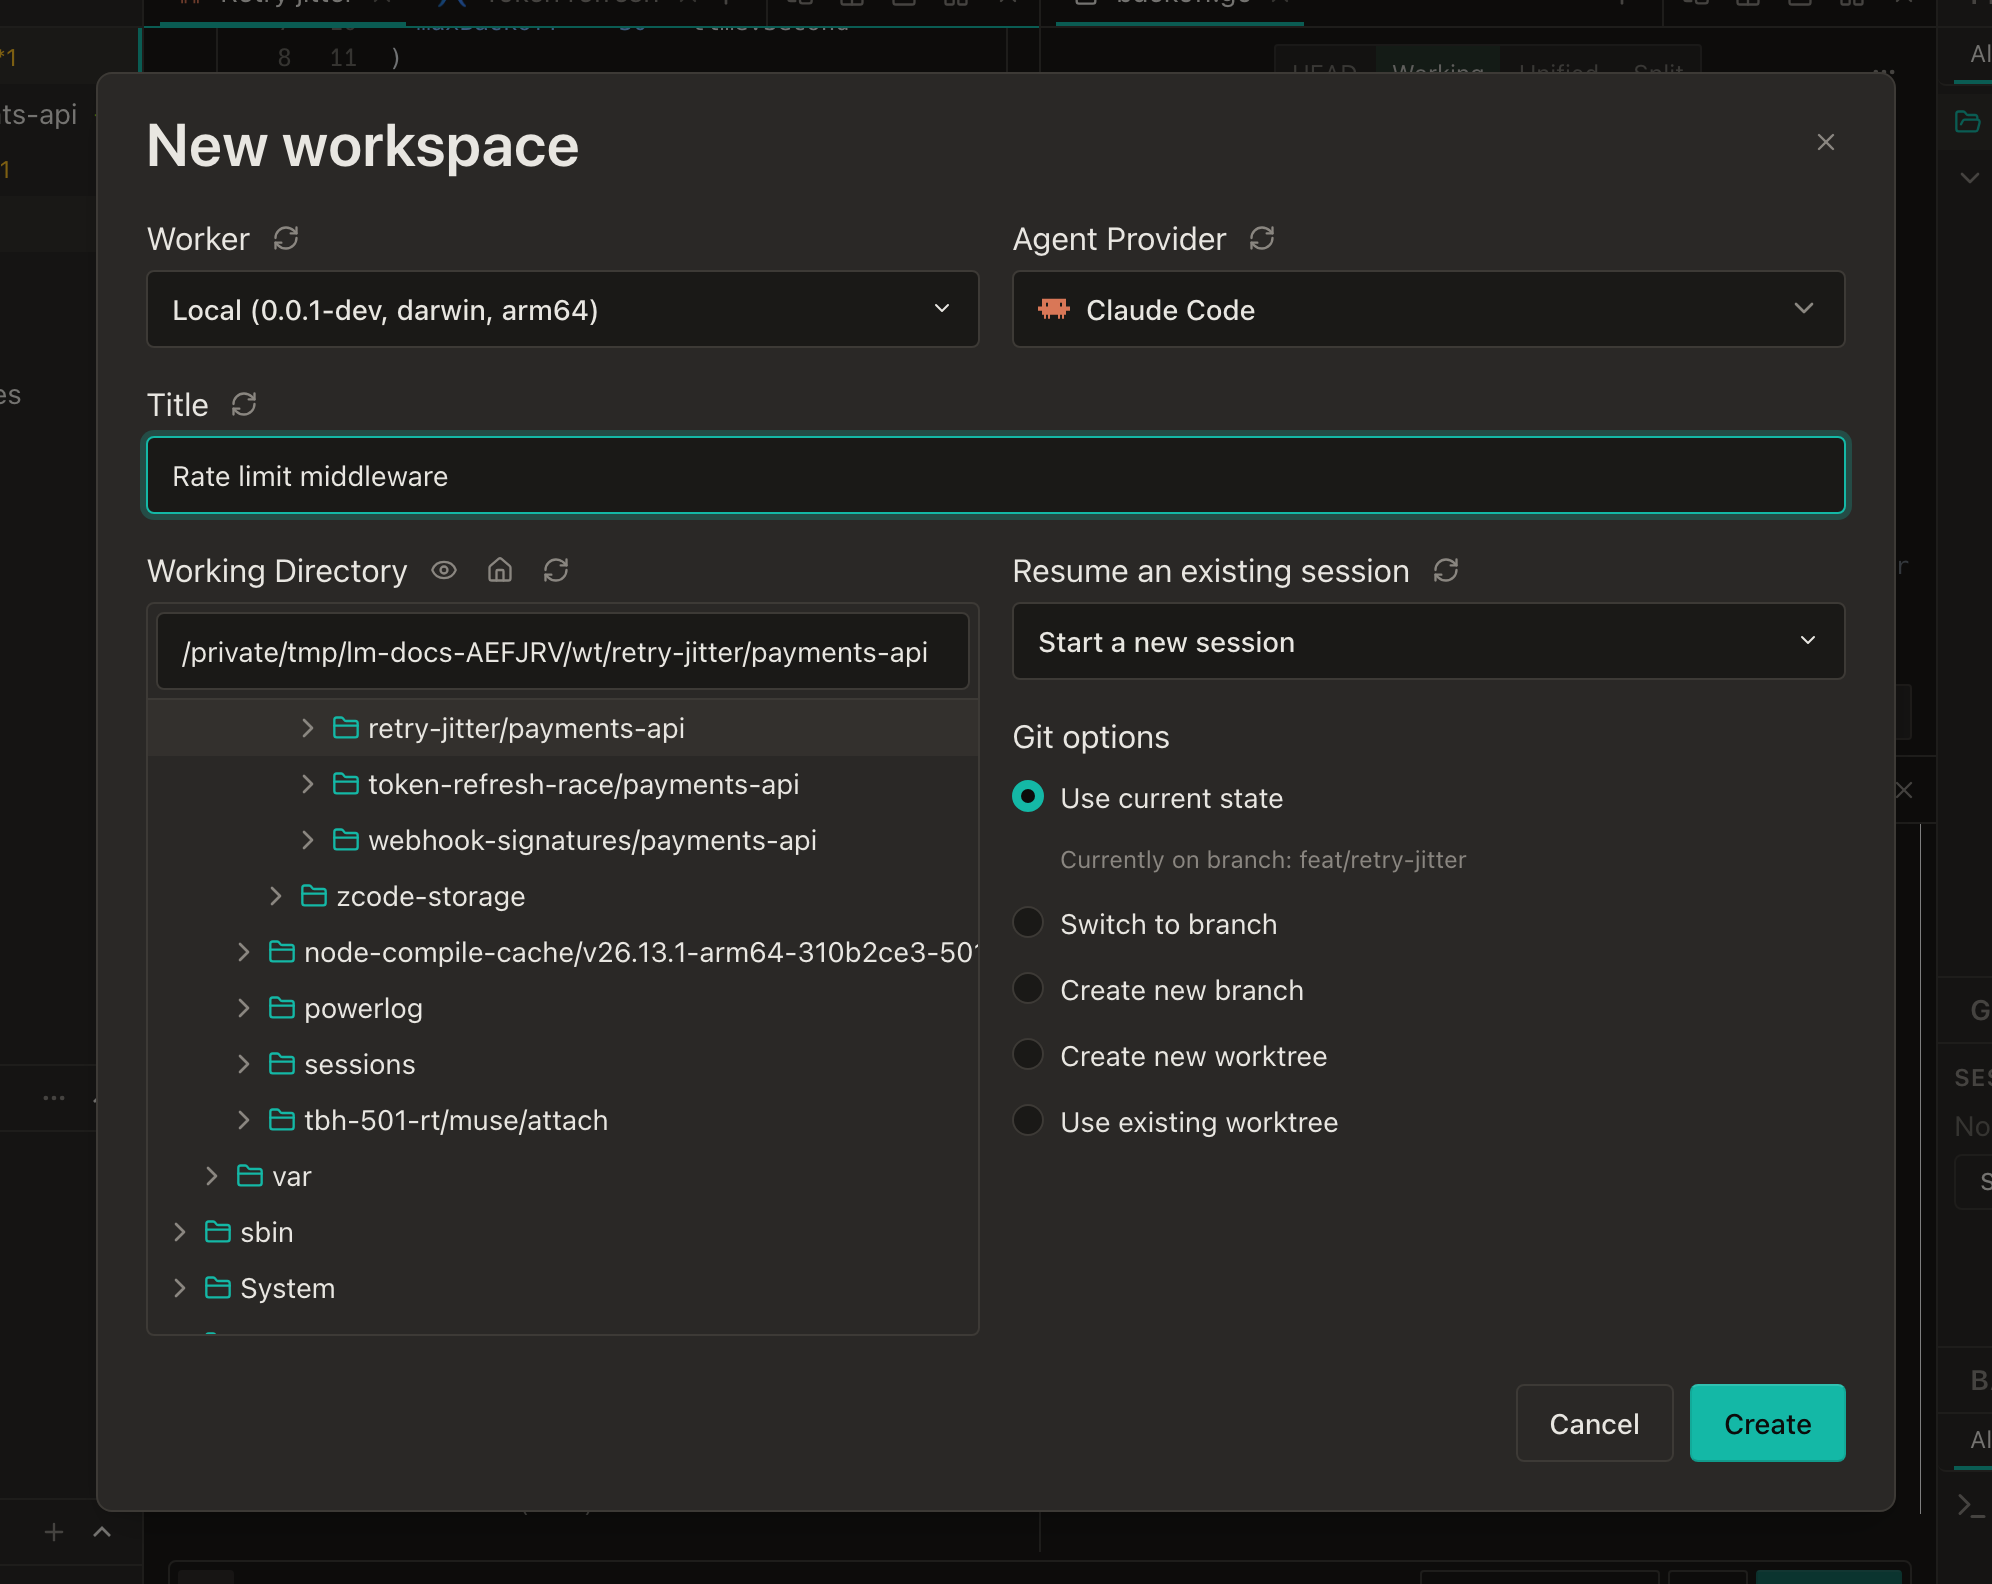 8 11 )
ts-api
New workspace
Worker
Agent Provider
Local (0.0.1-dev, darwin, arm64)
Claude Code
Title
Rate limit middleware
Working Directory
Resume an existing session
/private/tmp/lm-docs-AEFJRV/wt/retry-jitter/payments-api
Start a new session
retry-jitter/payments-api
token-refresh-race/payments-api
webhook-signatures/payments-api
zcode-storage
node-compile-cache/v26.13.1-arm64-310b2ce3-501
powerlog
sessions
tbh-501-rt/muse/attach
var
sbin
System
Git options
Use current state
Currently on branch: feat/retry-jitter
Switch to branch
Create new branch
Create new worktree
Use existing worktree
Cancel
Create